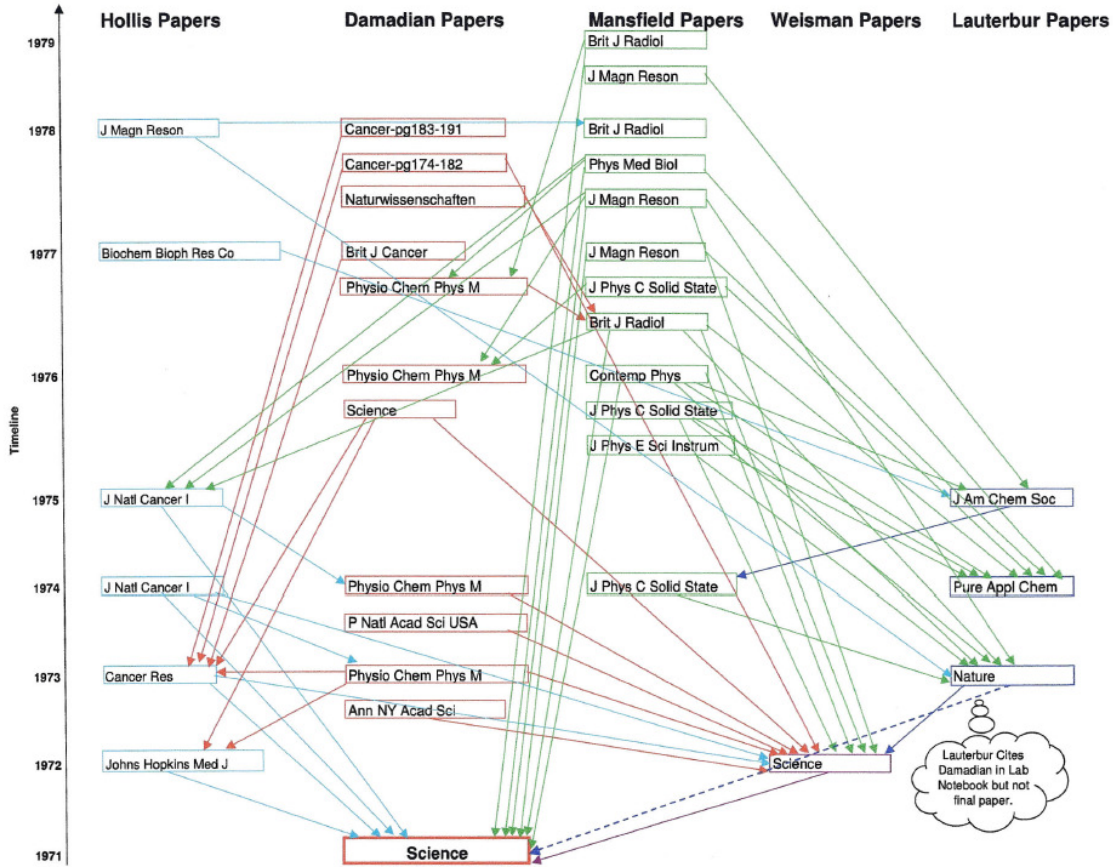 Hollis Papers Damadian Papers Mansfield Papers Weisman Papers Lauterbur Papers
1979
Brit J Radiol
J Magn Reson
1978
J Magn Reson
Cancer-pg183-191
Brit J Radiol
Cancer-pg174-182
Phys Med Biol
Naturwissenschaften
J Magn Reson
1977
Biochem Bioph Res Co
Brit J Cancer
J Magn Reson
Physio Chem Phys M
J Phys C Solid State
Brit J Radiol
1976
Physio Chem Phys M
Contemp Phys
Science
J Phys C Solid State
Timeline
J Phys E Sci Instrum
1975
J Natl Cancer I
J Am Chem Soc
1974
J Natl Cancer I
Physio Chem Phys M
J Phys C Solid State
Pure Appl Chem
P Natl Acad Sci USA
1973
Cancer Res
Physio Chem Phys M
Nature
Ann NY Acad Sci
1972
Johns Hopkins Med J
Science
Lauterbur Cites
Damadian in Lab
Notebook but not
final paper.
1971
Science